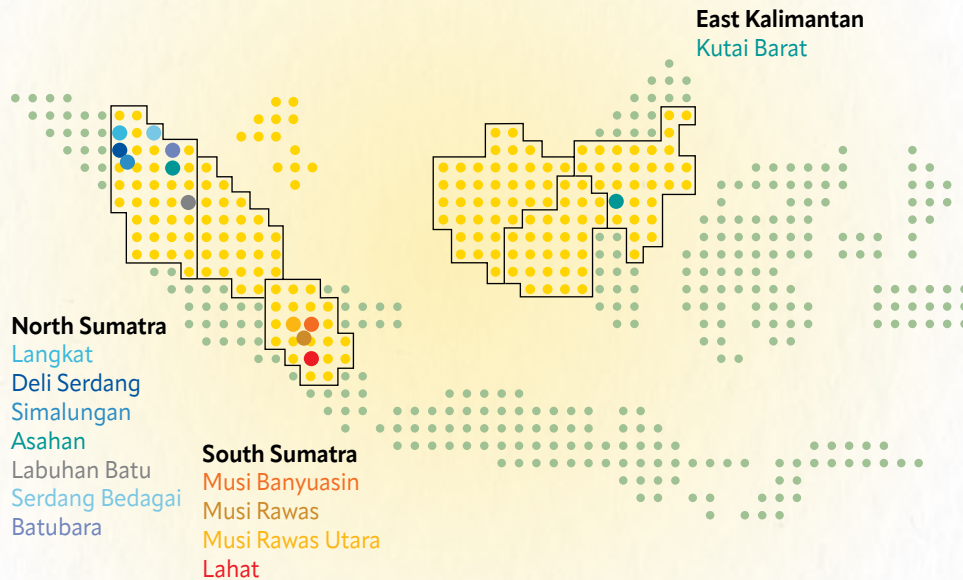 East Kalimantan
Kutai Barat
North Sumatra
Langkat
Deli Serdang
Simalungan
Asahan
Labuhan Batu
Serdang Bedagai
Batubara
South Sumatra
Musi Banyuasin
Musi Rawas
Musi Rawas Utara
Lahat